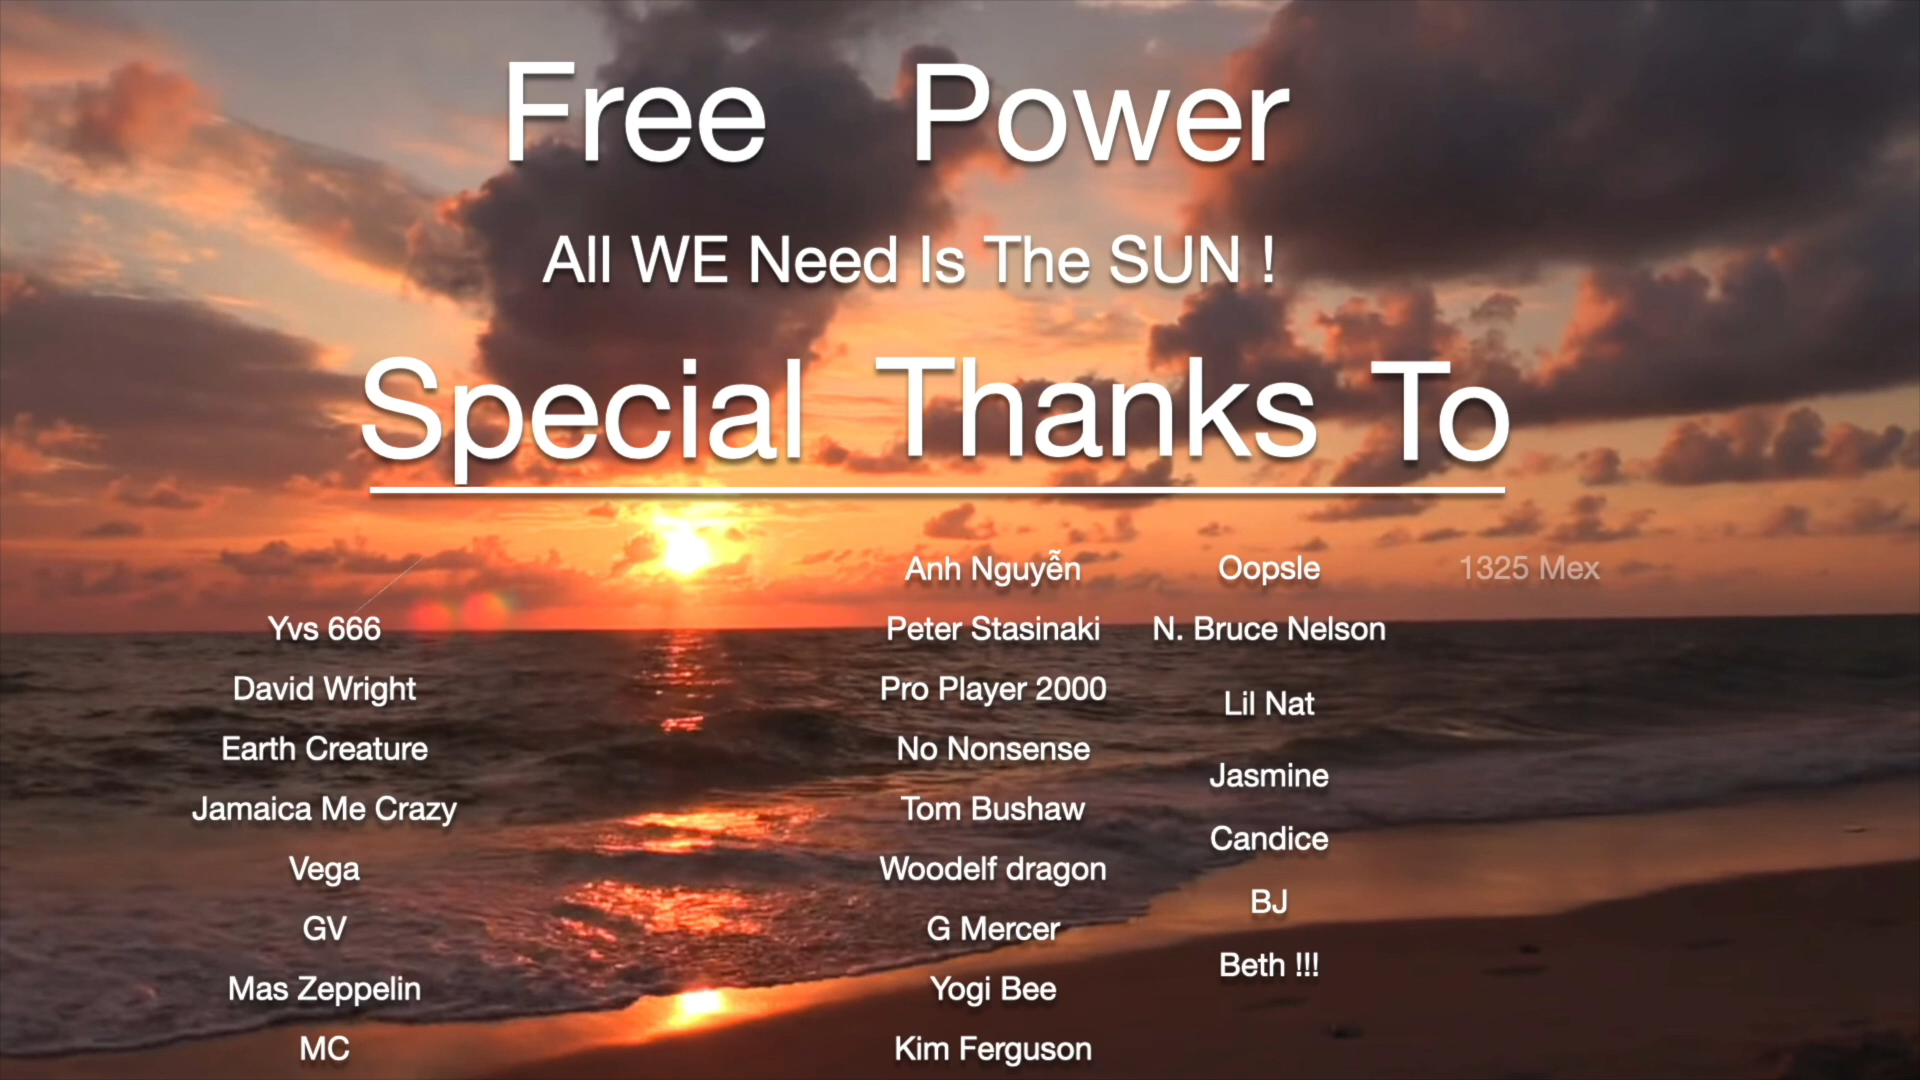 Free Power
All WE Need Is The SUN !
Special Thanks To
Yvs 666
David Wright
Earth Creature
Jamaica Me Crazy
Vega
GV
Mas Zeppelin
MC
Anh Nguyễn
Peter Stasinaki
Pro Player 2000
No Nonsense
Tom Bushaw
Woodelf dragon
G Mercer
Yogi Bee
Kim Ferguson
Oopsle
N. Bruce Nelson
Lil Nat
Jasmine
Candice
BJ
Beth !!!
1325 Mex